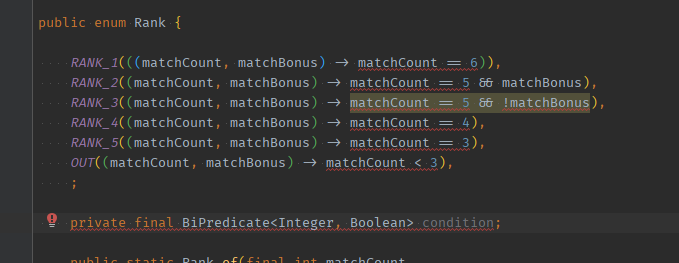 public enum Rank {
RANK_1(((matchCount, matchBonus) → matchCount == 6)),
RANK_2((matchCount, matchBonus) → matchCount == 5 && matchBonus),
RANK_3((matchCount, matchBonus) → matchCount == 5 && !matchBonus),
RANK_4((matchCount, matchBonus) → matchCount == 4),
RANK_5((matchCount, matchBonus) → matchCount == 3),
OUT((matchCount, matchBonus) → matchCount < 3),
;
private final BiPredicate<Integer, Boolean> condition;
public static Rank of(final int matchCount,